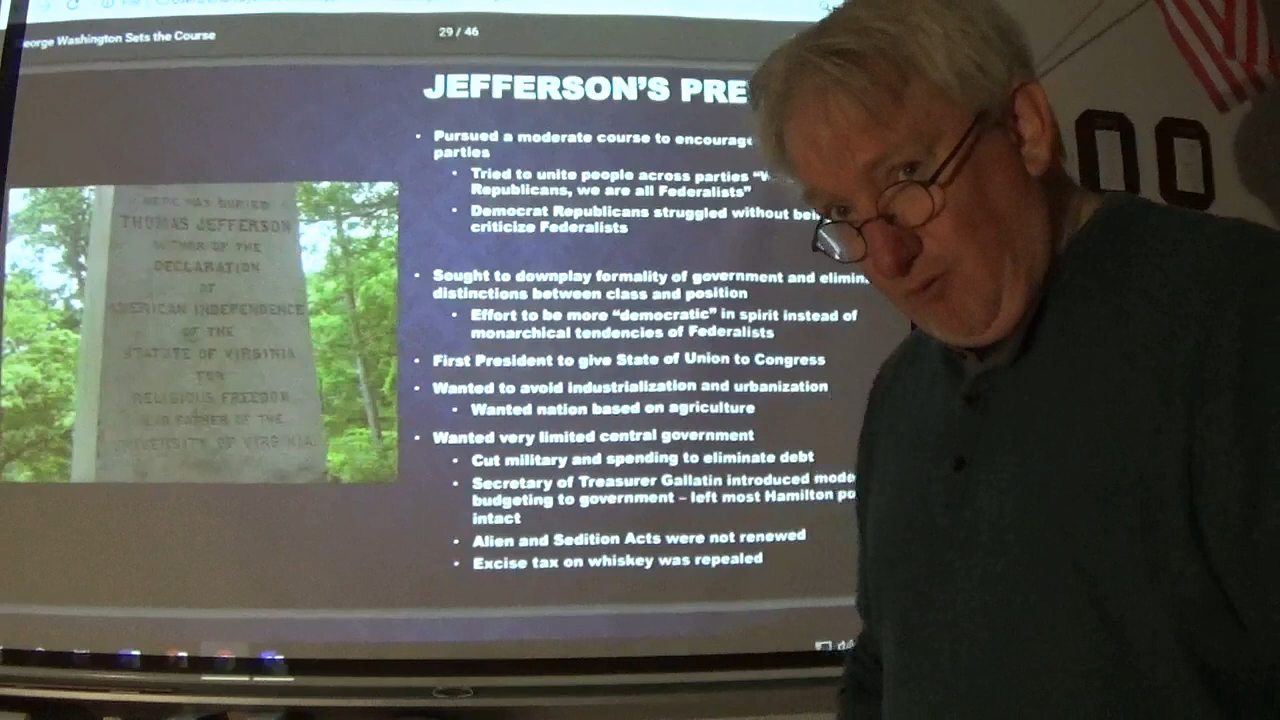 eorge Washington Sets the Course
29 / 46
JEFFERSON'S PRE
Pursued a moderate course to encourage
parties
Tried to unite people across parties
Republicans, we are all Federalists"
Democrat Republicans struggled without
criticize Federalists
Sought to downplay formality of government and elimin
distinctions between class and position
Effort to be more "democratic" in spirit instead of
monarchical tendencies of Federalists
First President to give State of Union to Congress
Wanted to avoid industrialization and urbanization
Wanted nation based on agriculture
Wanted very limited central government
Cut military and spending to eliminate debt
Secretary of Treasurer Gallatin introduced mode
budgeting to government – left most Hamilton po
intact
Alien and Sedition Acts were not renewed
Excise tax on whiskey was repealed
HERE WAS BURIED
THOMAS JEFFERSON
AUTHOR OF THE
DECLARATION
OF
AMERICAN INDEPENDENCE
OF THE
STATUTE OF VIRGINIA
FOR
RELIGIOUS FREEDOM
AND FATHER OF THE
UNIVERSITY OF VIRGINIA